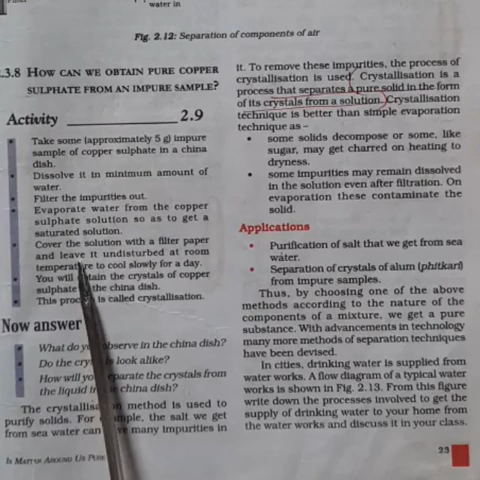 water in
Fig. 2.12: Separation of components of air
.3.8 HOW CAN WE OBTAIN PURE COPPER
SULPHATE FROM AN IMPURE SAMPLE?
Activity 2.9
Take some (approximately 5 g) impure
sample of copper sulphate in a china
dish.
Dissolve it in minimum amount of
water.
Filter the impurities out.
Evaporate water from the copper
sulphate solution so as to get a
saturated solution.
Cover the solution with a filter paper
and leave it undisturbed at room
temperature to cool slowly for a day.
You will obtain the crystals of copper
sulphate in the china dish.
This process is called crystallisation.
Now answer
What do you observe in the china dish?
Do the crystals look alike?
How will you separate the crystals from
the liquid in the china dish?
The crystallisation method is used to
purify solids. For example, the salt we get
from sea water can have many impurities in
IS MATTER AROUND US PURE
it. To remove these impurities, the process of
crystallisation is used. Crystallisation is a
process that separates a pure solid in the form
of its crystals from a solution. Crystallisation
technique is better than simple evaporation
technique as –
• some solids decompose or some, like
sugar, may get charred on heating to
dryness.
• some impurities may remain dissolved
in the solution even after filtration. On
evaporation these contaminate the
solid.
Applications
• Purification of salt that we get from sea
water.
• Separation of crystals of alum (phitkari)
from impure samples.
Thus, by choosing one of the above
methods according to the nature of the
components of a mixture, we get a pure
substance. With advancements in technology
many more methods of separation techniques
have been devised.
In cities, drinking water is supplied from
water works. A flow diagram of a typical water
works is shown in Fig. 2.13. From this figure
write down the processes involved to get the
supply of drinking water to your home from
the water works and discuss it in your class.
23